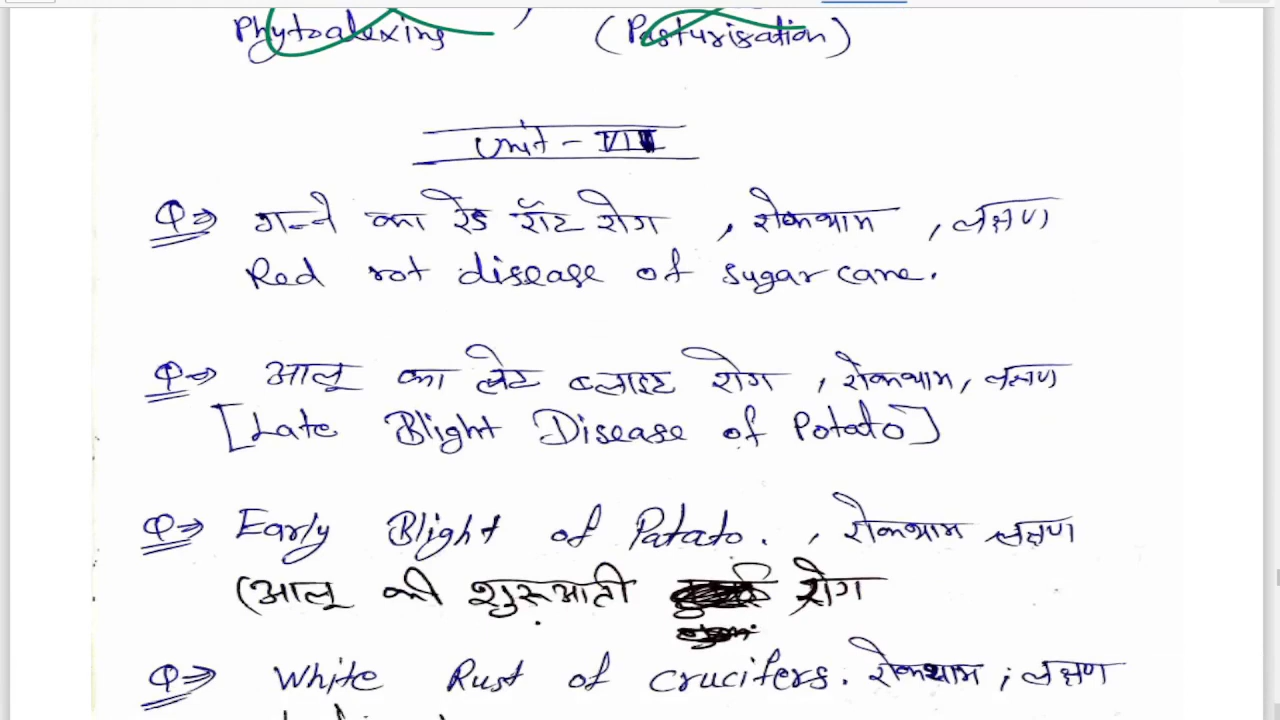 Phytoalexins , (Pasturisation)
Unit - VII
Q⇒ गन्ने का रेड रॉट रोग , रोकथाम , लक्षण
Red rot disease of sugarcane.
Q⇒ आलू का लेट ब्लाइट रोग , रोकथाम, लक्षण
[Late Blight Disease of Potato]
Q⇒ Early Blight of Patato. , रोकथाम लक्षण
(आलू की शुरुआती रोग
Q⇒ White Rust of crucifers. रोकथाम ; लक्षण